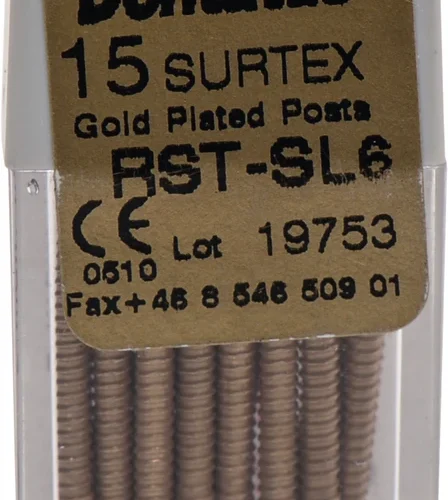 15 SURTEX
Gold Plated Posts
RST-SL6
CE Lot 19753
0510
Fax+46 8 546 509 01